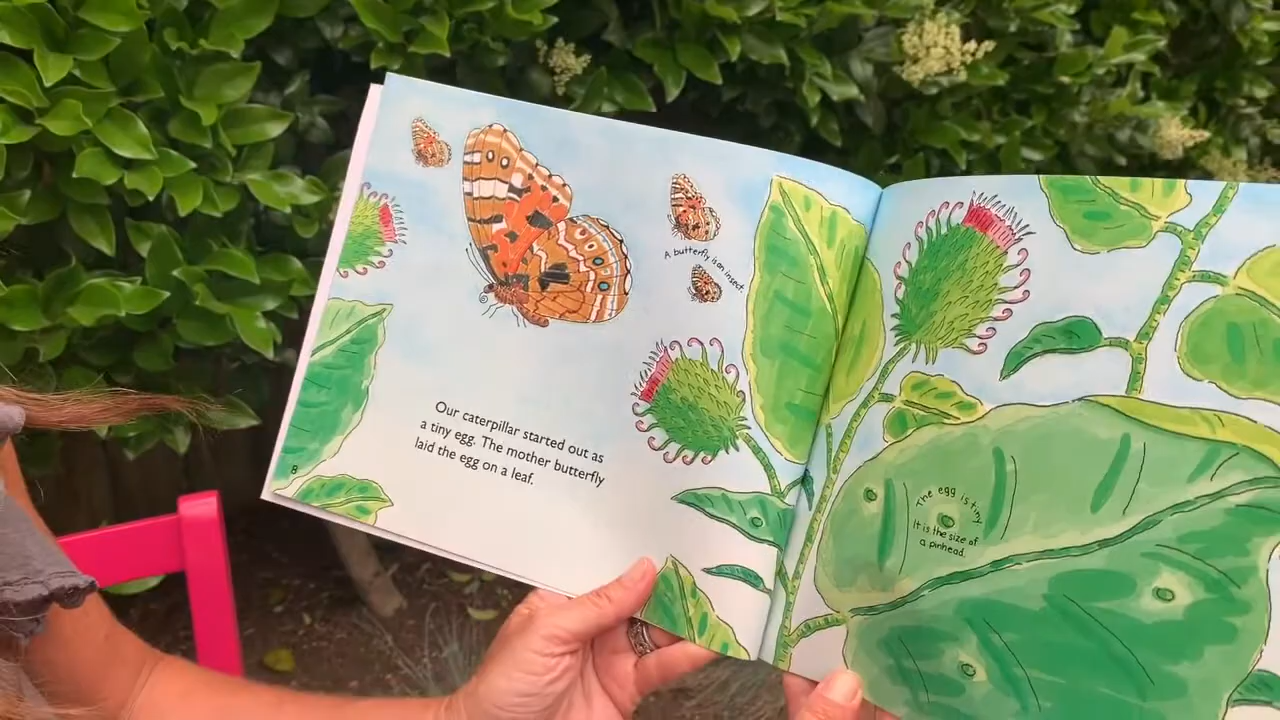 A butterfly is an insect.
Our caterpillar started out as
a tiny egg. The mother butterfly
laid the egg on a leaf.
8
The egg is tiny.
It is the size of
a pinhead.